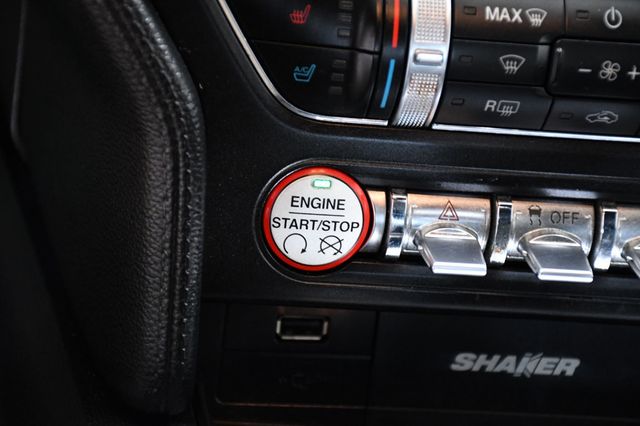 MAX
A/C
R
- +
ENGINE
START/STOP
OFF
SHAKER